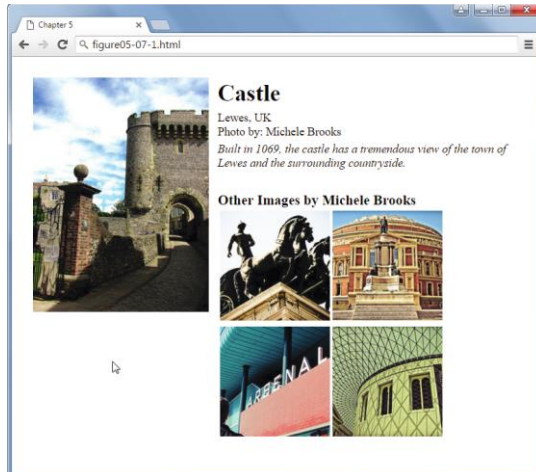 Chapter 5
figure05-07-1.html
Castle
Lewes, UK
Photo by: Michele Brooks
Built in 1069, the castle has a tremendous view of the town of
Lewes and the surrounding countryside.
Other Images by Michele Brooks
ARSENAL